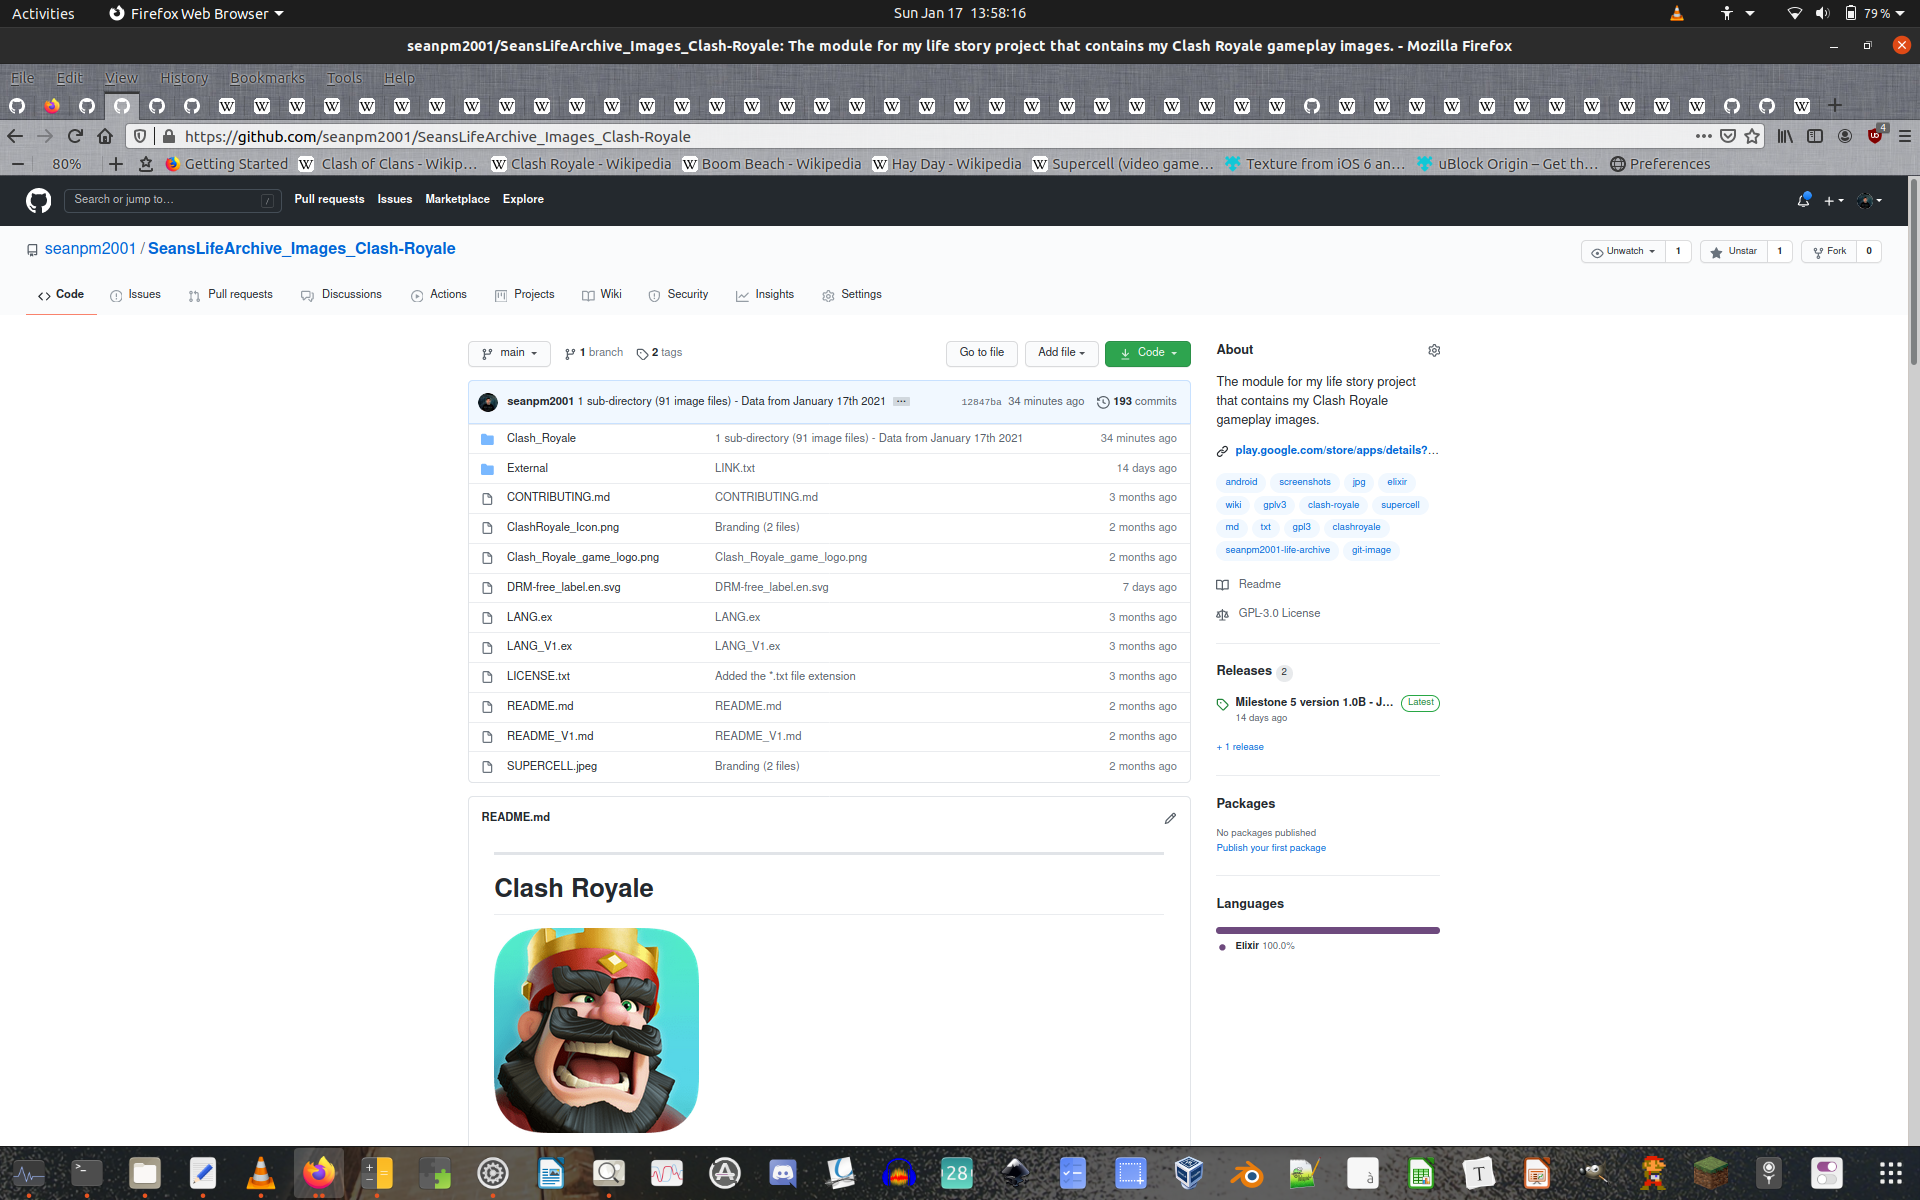 Activities Firefox Web Browser Sun Jan 17 13:58:16 79 %
seanpm2001/SeansLifeArchive_Images_Clash-Royale: The module for my life story project that contains my Clash Royale gameplay images. - Mozilla Firefox
File Edit View History Bookmarks Tools Help
https://github.com/seanpm2001/SeansLifeArchive_Images_Clash-Royale 4
80% Getting Started Clash of Clans - Wikip… Clash Royale - Wikipedia Boom Beach - Wikipedia Hay Day - Wikipedia Supercell (video game… Texture from iOS 6 an… uBlock Origin – Get th… Preferences
Search or jump to… / Pull requests Issues Marketplace Explore
seanpm2001 / SeansLifeArchive_Images_Clash-Royale Unwatch 1 Unstar 1 Fork 0
Code Issues Pull requests Discussions Actions Projects Wiki Security Insights Settings
main 1 branch 2 tags Go to file Add file Code
seanpm2001 1 sub-directory (91 image files) - Data from January 17th 2021 ... 12847ba 34 minutes ago 193 commits
Clash_Royale 1 sub-directory (91 image files) - Data from January 17th 2021 34 minutes ago
External LINK.txt 14 days ago
CONTRIBUTING.md CONTRIBUTING.md 3 months ago
ClashRoyale_Icon.png Branding (2 files) 2 months ago
Clash_Royale_game_logo.png Clash_Royale_game_logo.png 2 months ago
DRM-free_label.en.svg DRM-free_label.en.svg 7 days ago
LANG.ex LANG.ex 3 months ago
LANG_V1.ex LANG_V1.ex 3 months ago
LICENSE.txt Added the *.txt file extension 3 months ago
README.md README.md 2 months ago
README_V1.md README_V1.md 2 months ago
SUPERCELL.jpeg Branding (2 files) 2 months ago
README.md
Clash Royale
About
The module for my life story project
that contains my Clash Royale
gameplay images.
play.google.com/store/apps/details?…
android screenshots jpg elixir
wiki gplv3 clash-royale supercell
md txt gpl3 clashroyale
seanpm2001-life-archive git-image
Readme
GPL-3.0 License
Releases 2
Milestone 5 version 1.0B - J… Latest
14 days ago
+ 1 release
Packages
No packages published
Publish your first package
Languages
Elixir 100.0%
28